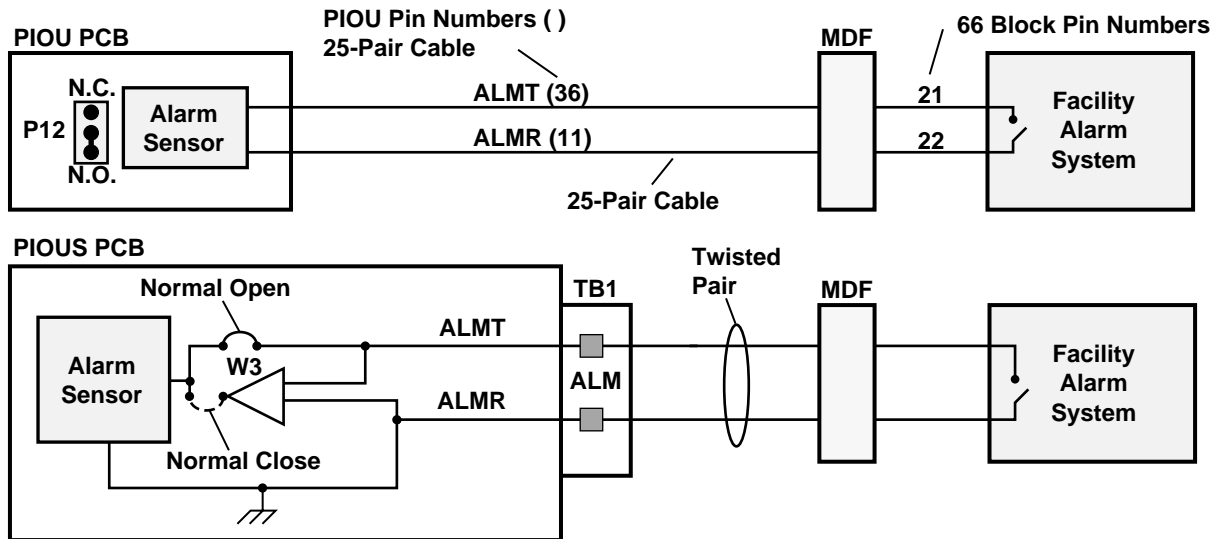 PIOU Pin Numbers ( )
25-Pair Cable
66 Block Pin Numbers
PIOU PCB
MDF
N.C.
P12
N.O.
Alarm
Sensor
ALMT (36)
ALMR (11)
25-Pair Cable
21
22
Facility
Alarm
System
PIOUS PCB
Normal Open
Alarm
Sensor
W3
Normal Close
ALMT
ALMR
TB1
ALM
Twisted
Pair
MDF
Facility
Alarm
System